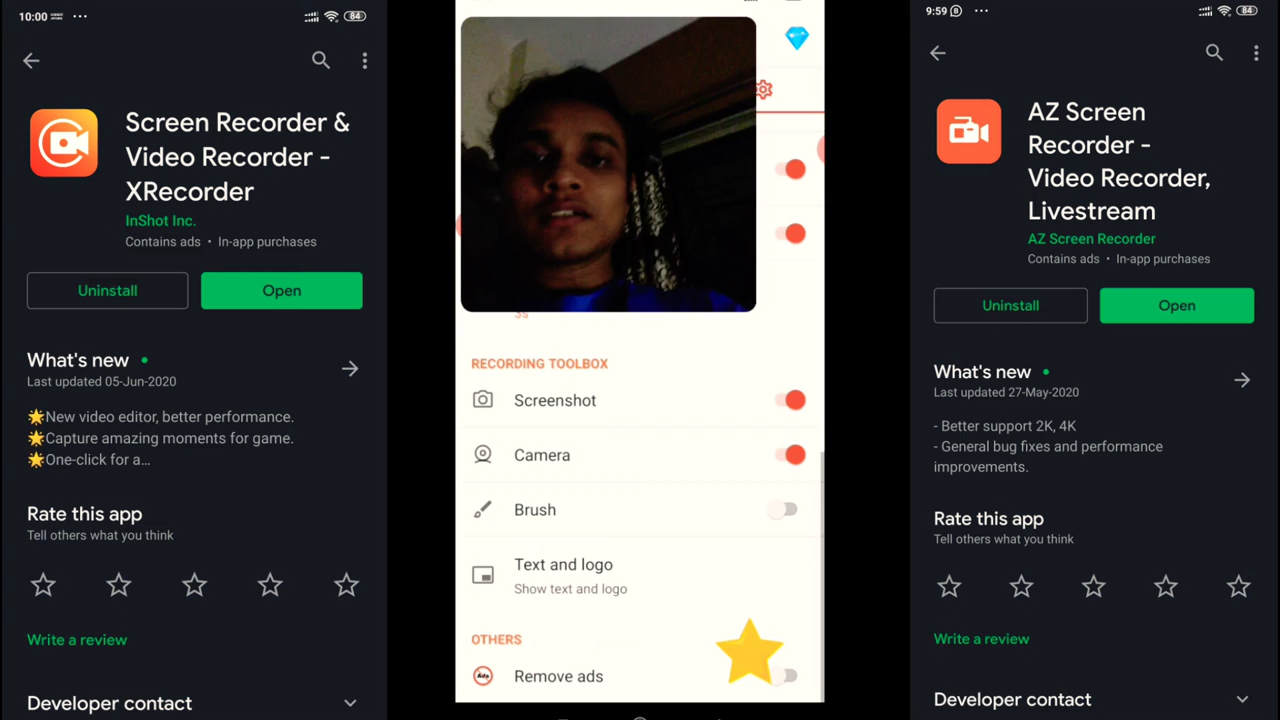 10:00
84
Screen Recorder &
Video Recorder -
XRecorder
InShot Inc.
Contains ads • In-app purchases
Uninstall
Open
What's new
Last updated 05-Jun-2020
🌟New video editor, better performance.
🌟Capture amazing moments for game.
🌟One-click for a…
Rate this app
Tell others what you think
Write a review
Developer contact
3s
RECORDING TOOLBOX
Screenshot
Camera
Brush
Text and logo
Show text and logo
OTHERS
Remove ads
9:59
84
AZ Screen
Recorder -
Video Recorder,
Livestream
AZ Screen Recorder
Contains ads • In-app purchases
Uninstall
Open
What's new
Last updated 27-May-2020
- Better support 2K, 4K
- General bug fixes and performance
improvements.
Rate this app
Tell others what you think
Write a review
Developer contact